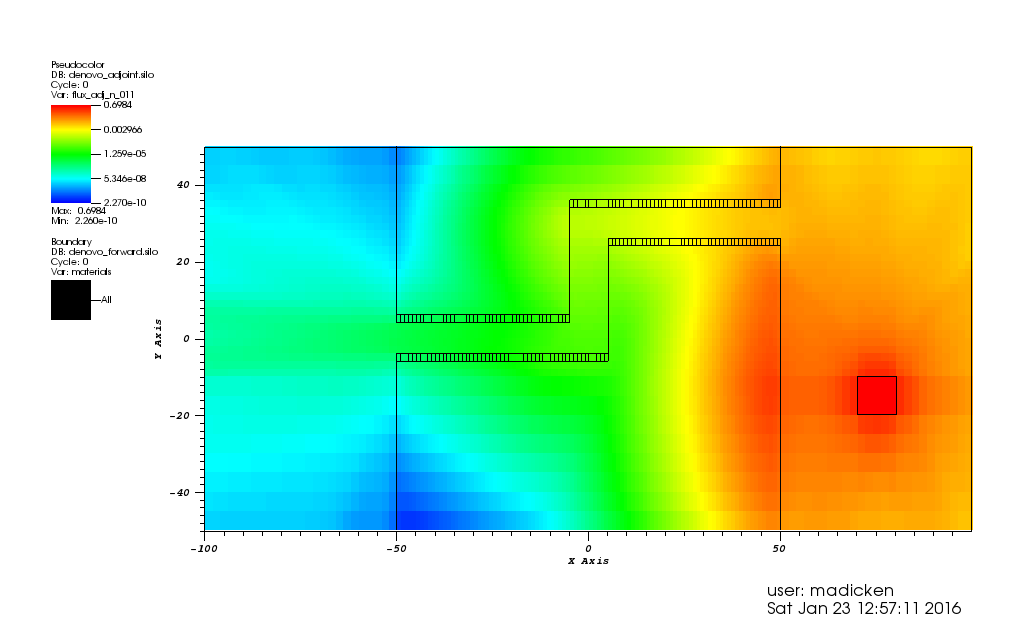 Pseudocolor
DB: denovo_adjoint.silo
Cycle: 0
Var: flux_adj_n_011
0.6984
0.002966
1.259e-05
5.346e-08
2.270e-10
Max: 0.6984
Min: 2.260e-10
Boundary
DB: denovo_forward.silo
Cycle: 0
Var: materials
All
40
20
0
-20
-40
Y Axis
-100
-50
0
50
X Axis
user: madicken
Sat Jan 23 12:57:11 2016